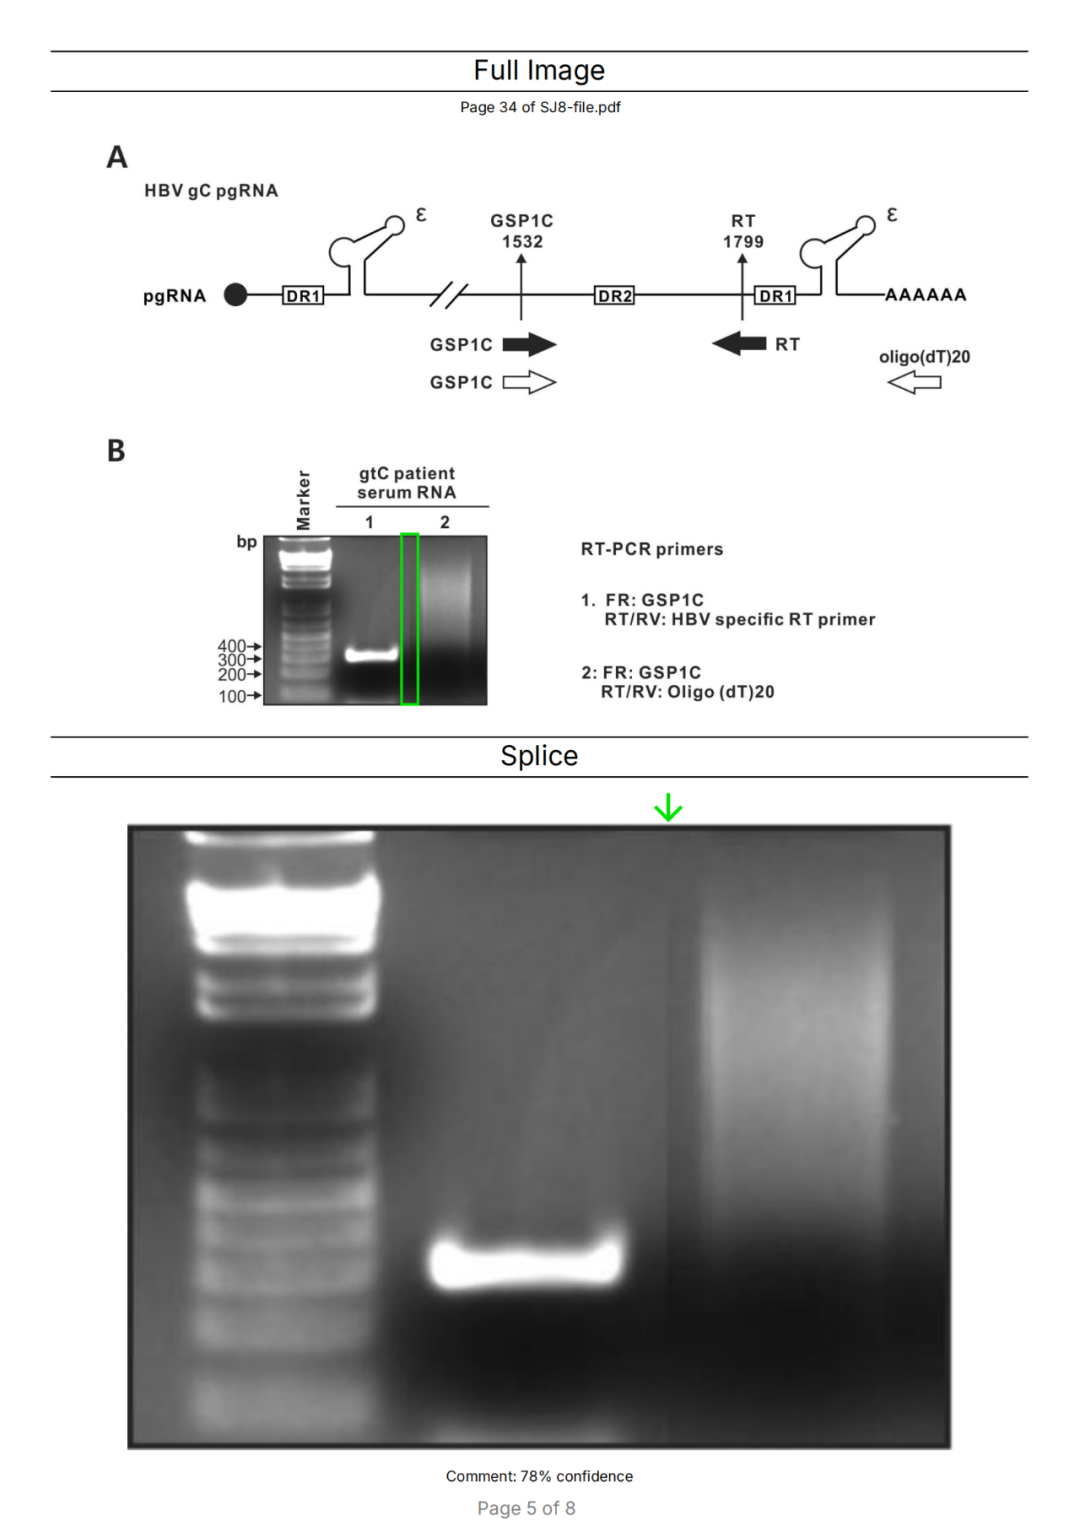 Full Image
Page 34 of SJ8-file.pdf
A
HBV gC pgRNA
ε
GSP1C
1532
RT
1799
ε
pgRNA
DR1
DR2
DR1
AAAAAA
GSP1C
RT
oligo(dT)20
GSP1C
B
Marker
gtC patient
serum RNA
1
2
bp
400
300
200
100
RT-PCR primers
1. FR: GSP1C
RT/RV: HBV specific RT primer
2: FR: GSP1C
RT/RV: Oligo (dT)20
Splice
Comment: 78% confidence
Page 5 of 8